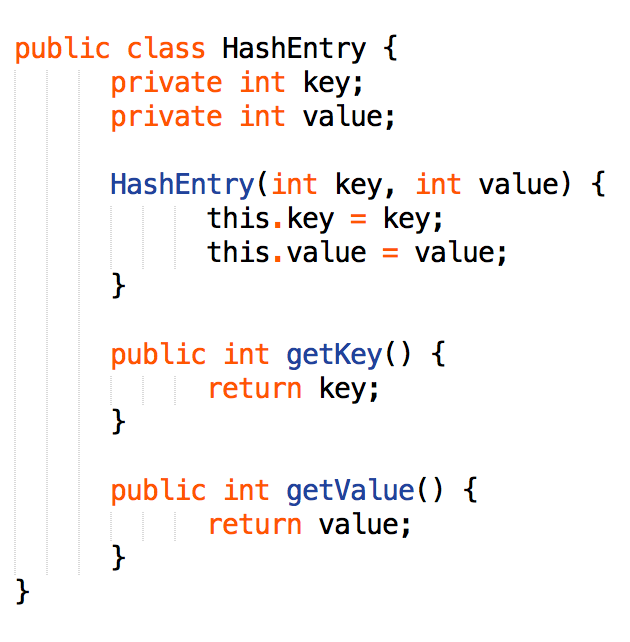 public class HashEntry {
private int key;
private int value;
HashEntry(int key, int value) {
this.key = key;
this.value = value;
}
public int getKey() {
return key;
}
public int getValue() {
return value;
}
}